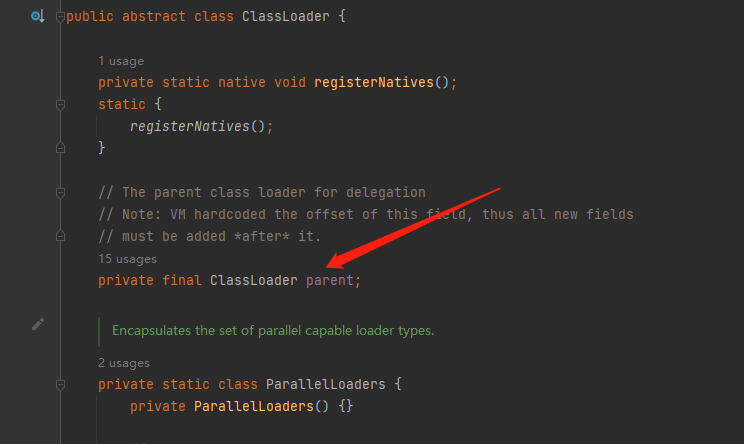 public abstract class ClassLoader {
1 usage
private static native void registerNatives();
static {
registerNatives();
}
// The parent class loader for delegation
// Note: VM hardcoded the offset of this field, thus all new fields
// must be added *after* it.
15 usages
private final ClassLoader parent;
Encapsulates the set of parallel capable loader types.
2 usages
private static class ParallelLoaders {
private ParallelLoaders() {}